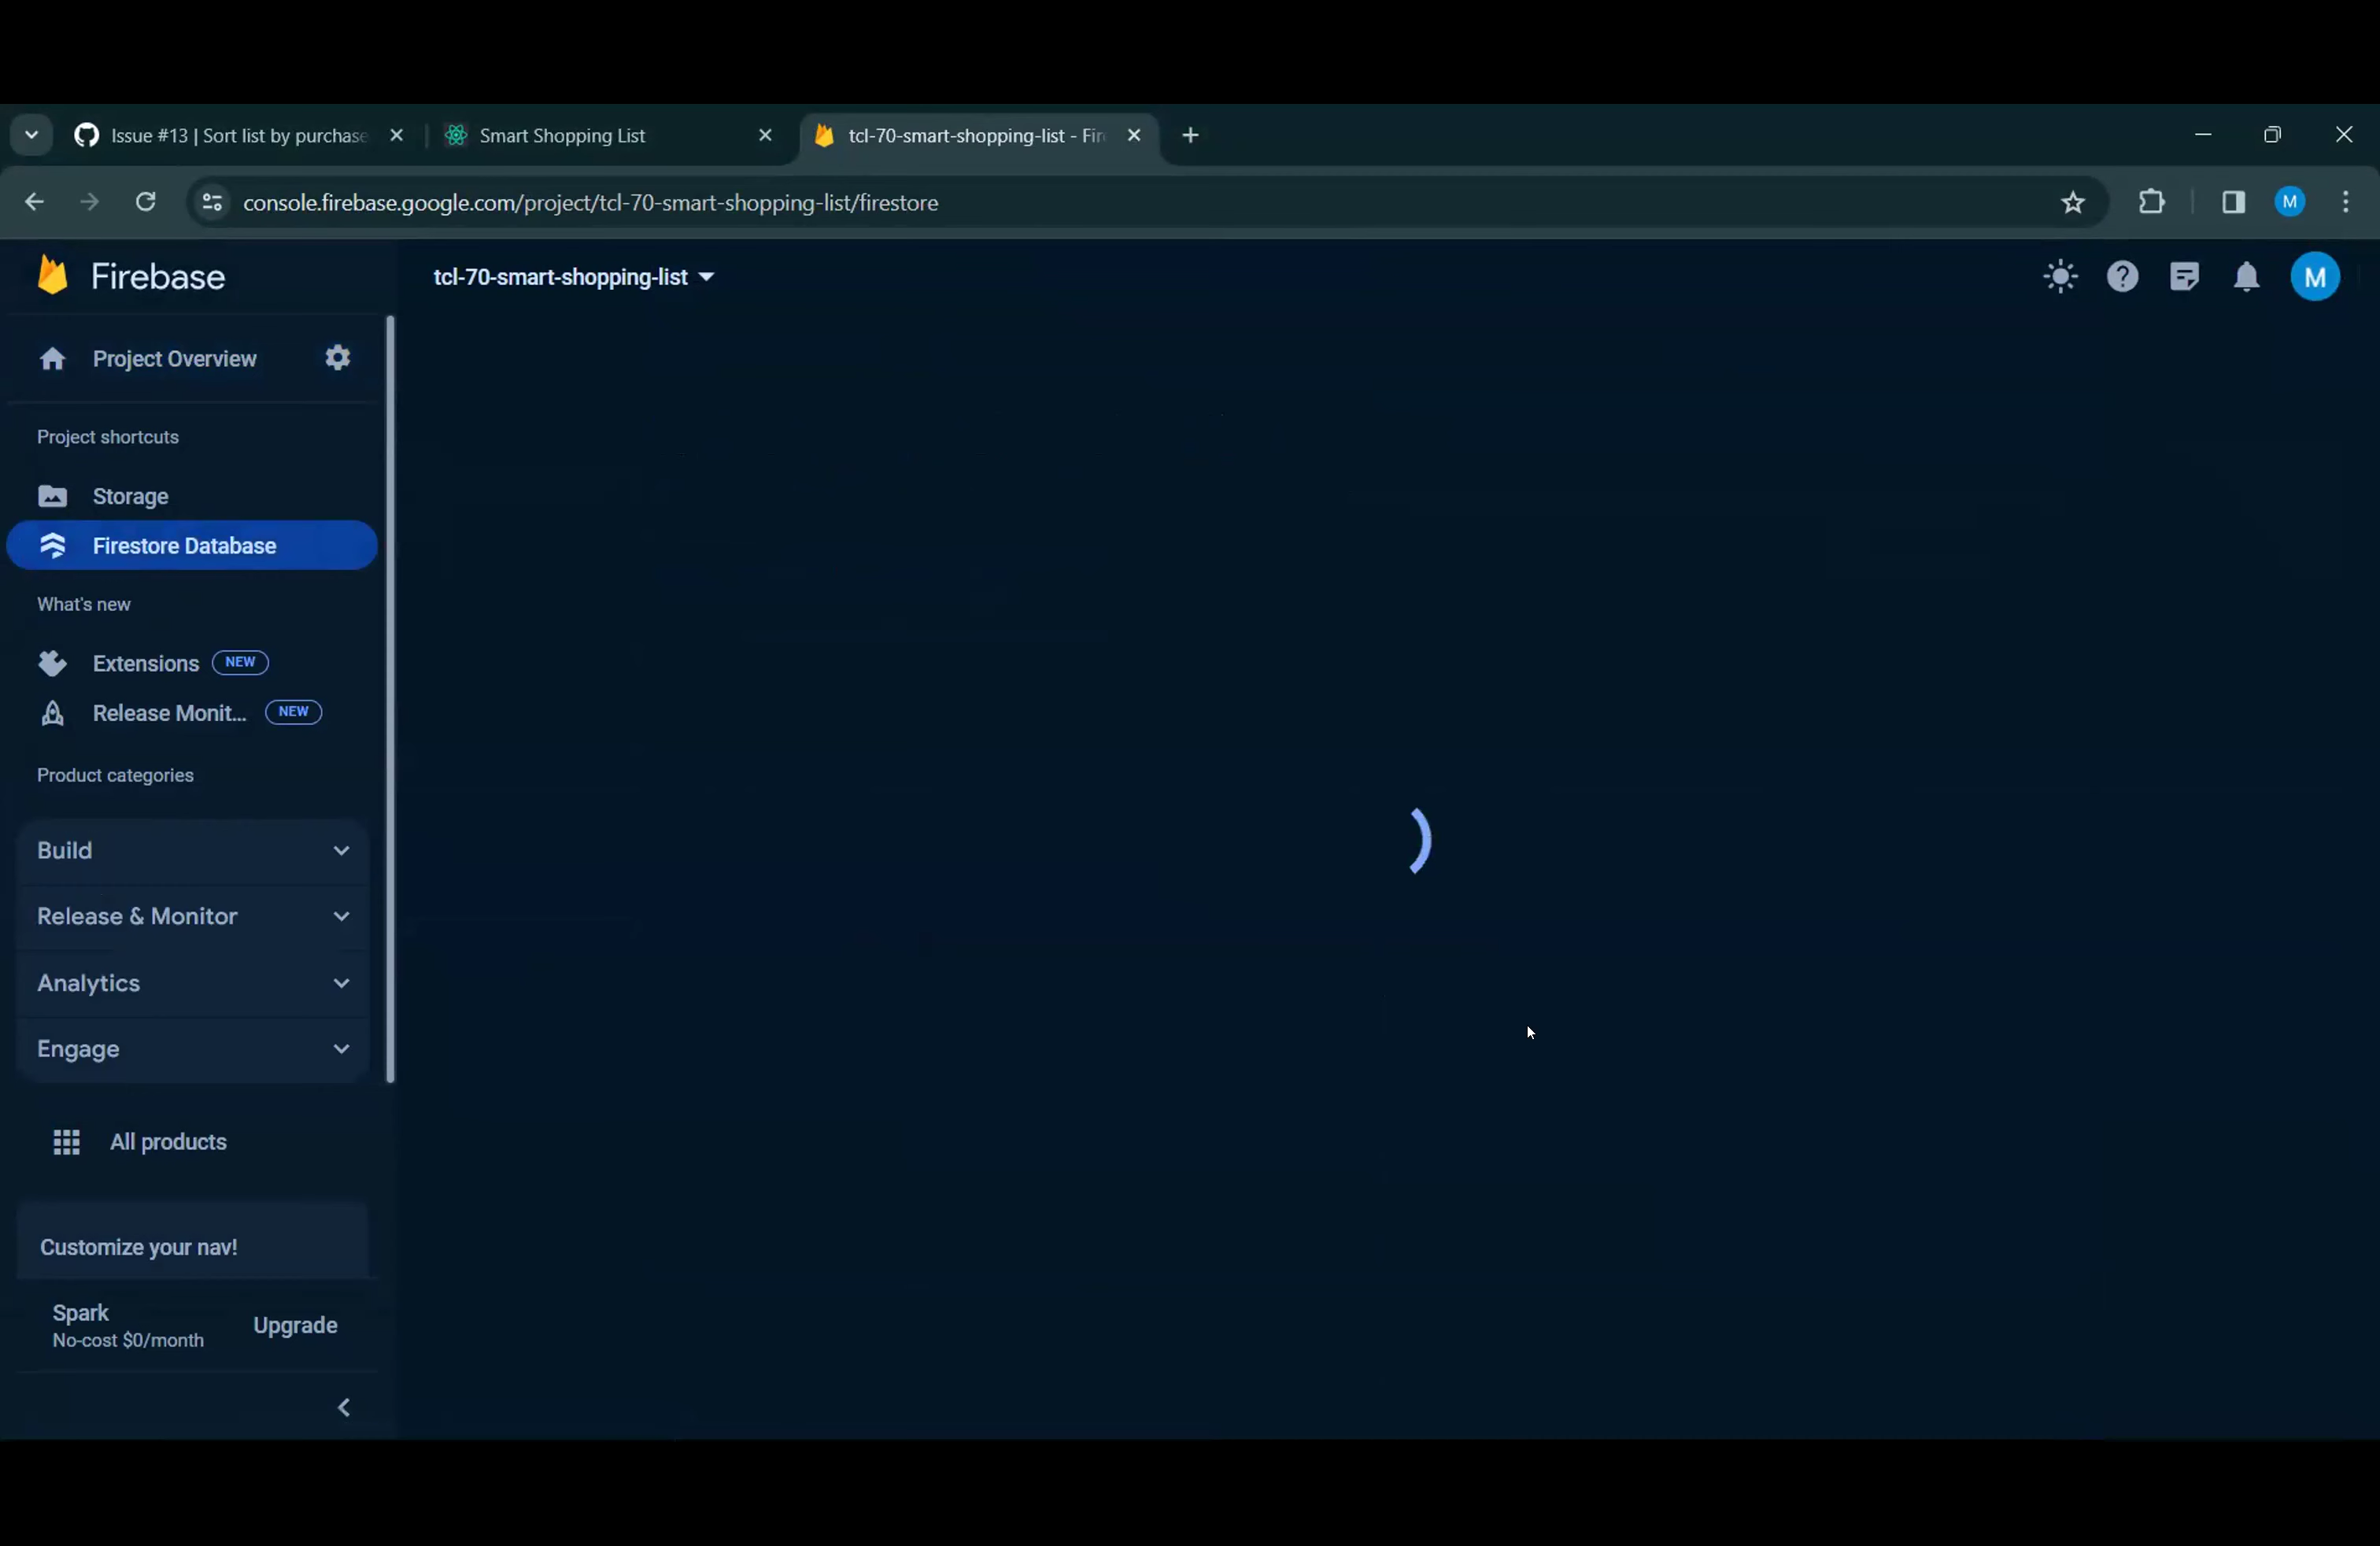 Issue #13 | Sort list by purchase
Smart Shopping List
tcl-70-smart-shopping-list - Fir
console.firebase.google.com/project/tcl-70-smart-shopping-list/firestore
M
Firebase
tcl-70-smart-shopping-list
M
Project Overview
Project shortcuts
Storage
Firestore Database
What's new
Extensions NEW
Release Monit... NEW
Product categories
Build
Release & Monitor
Analytics
Engage
All products
Customize your nav!
Spark
No-cost $0/month
Upgrade